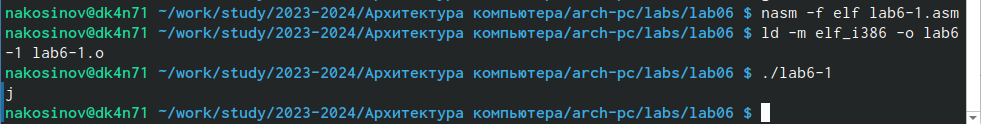 nakosinov@dk4n71 ~/work/study/2023-2024/Архитектура компьютера/arch-pc/labs/lab06 $ nasm -f elf lab6-1.asm
nakosinov@dk4n71 ~/work/study/2023-2024/Архитектура компьютера/arch-pc/labs/lab06 $ ld -m elf_i386 -o lab6
-1 lab6-1.o
nakosinov@dk4n71 ~/work/study/2023-2024/Архитектура компьютера/arch-pc/labs/lab06 $ ./lab6-1
j
nakosinov@dk4n71 ~/work/study/2023-2024/Архитектура компьютера/arch-pc/labs/lab06 $